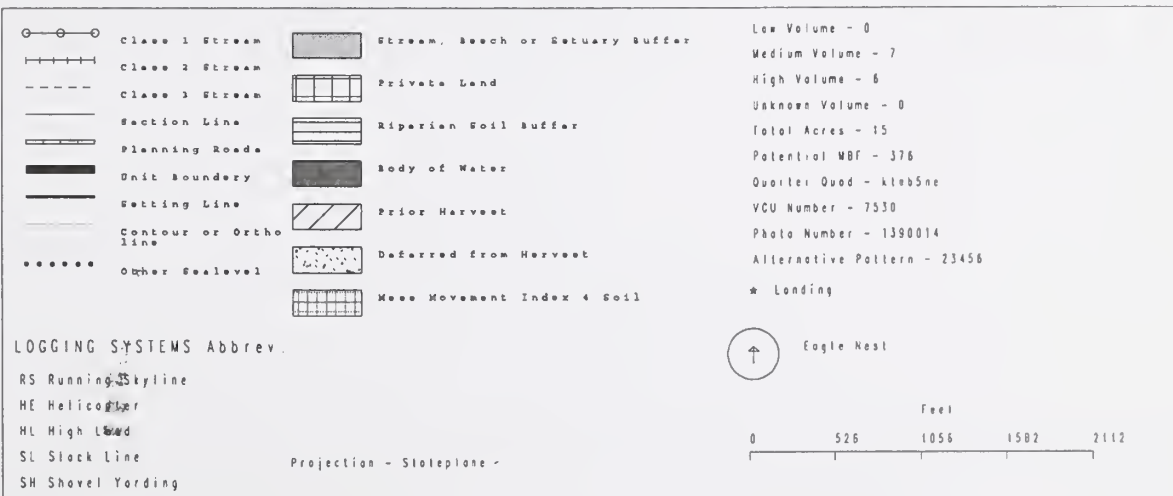 Class 1 Stream
Class 2 Stream
Class 3 Stream
Section Line
Planning Roads
Unit Boundary
Setting Line
Contour or Ortho
line
Other Sealevel
Stream, Beach or Estuary Buffer
Private Land
Riparian Soil Buffer
Body of Water
Prior Harvest
Deferred from Harvest
Mass Movement Index 4 Soil
Low Volume - 0
Medium Volume - 7
High Volume - 6
Unknown Volume - 0
Total Acres - 15
Potential MBF - 376
Quarter Quad - kteb5ne
VCU Number - 7530
Photo Number - 1390014
Alternative Pattern - 23456
* Landing
Eagle Nest
LOGGING SYSTEMS Abbrev.
RS Running Skyline
HE Helicopter
HL High Lead
SL Slack Line
SH Shovel Yarding
Projection - Stateplane -
Feet
0 526 1056 1582 2112